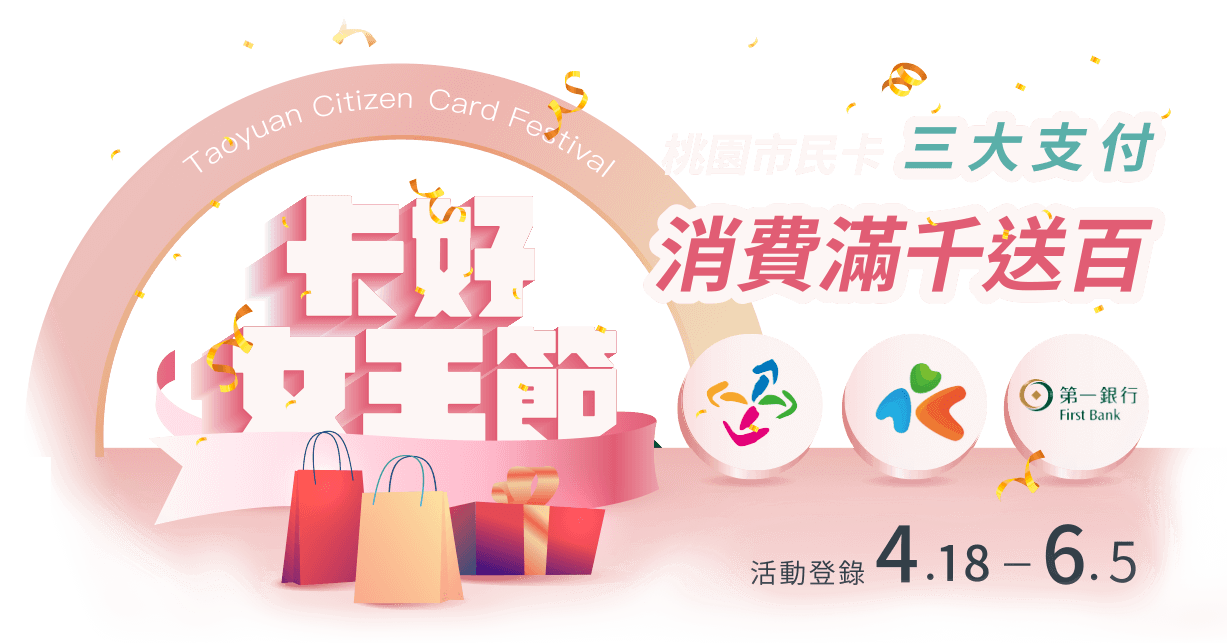 Taoyuan Citizen Card Festival
卡好
女王節
桃園市民卡 三大支付
消費滿千送百
第一銀行
First Bank
活動登錄 4.18 – 6.5